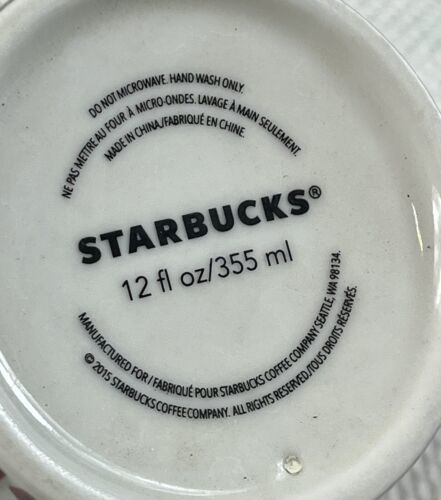 DO NOT MICROWAVE. HAND WASH ONLY.
NE PAS METTRE AU FOUR À MICRO-ONDES. LAVAGE À MAIN SEULEMENT.
MADE IN CHINA./FABRIQUÉ EN CHINE.
STARBUCKS®
12 fl oz/355 ml
MANUFACTURED FOR / FABRIQUÉ POUR STARBUCKS COFFEE COMPANY SEATTLE, WA 98134.
© 2015 STARBUCKS COFFEE COMPANY. ALL RIGHTS RESERVED./TOUS DROITS RÉSERVÉS.